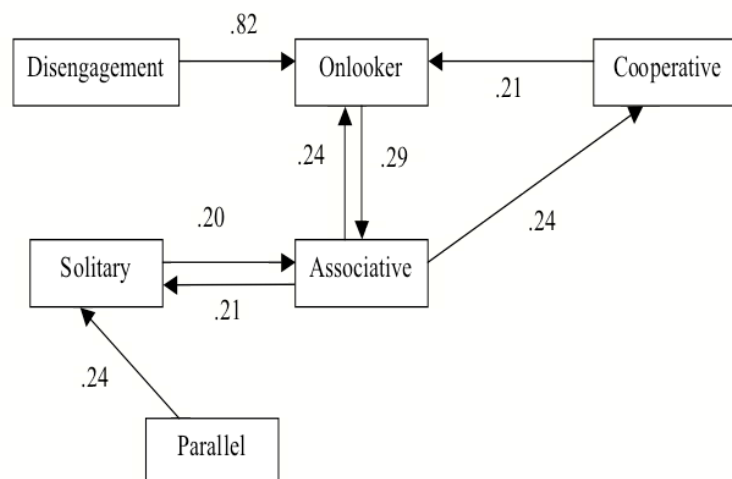 .82
Disengagement
Onlooker
Cooperative
.21
.24
.29
.20
.24
Solitary
Associative
.21
.24
Parallel